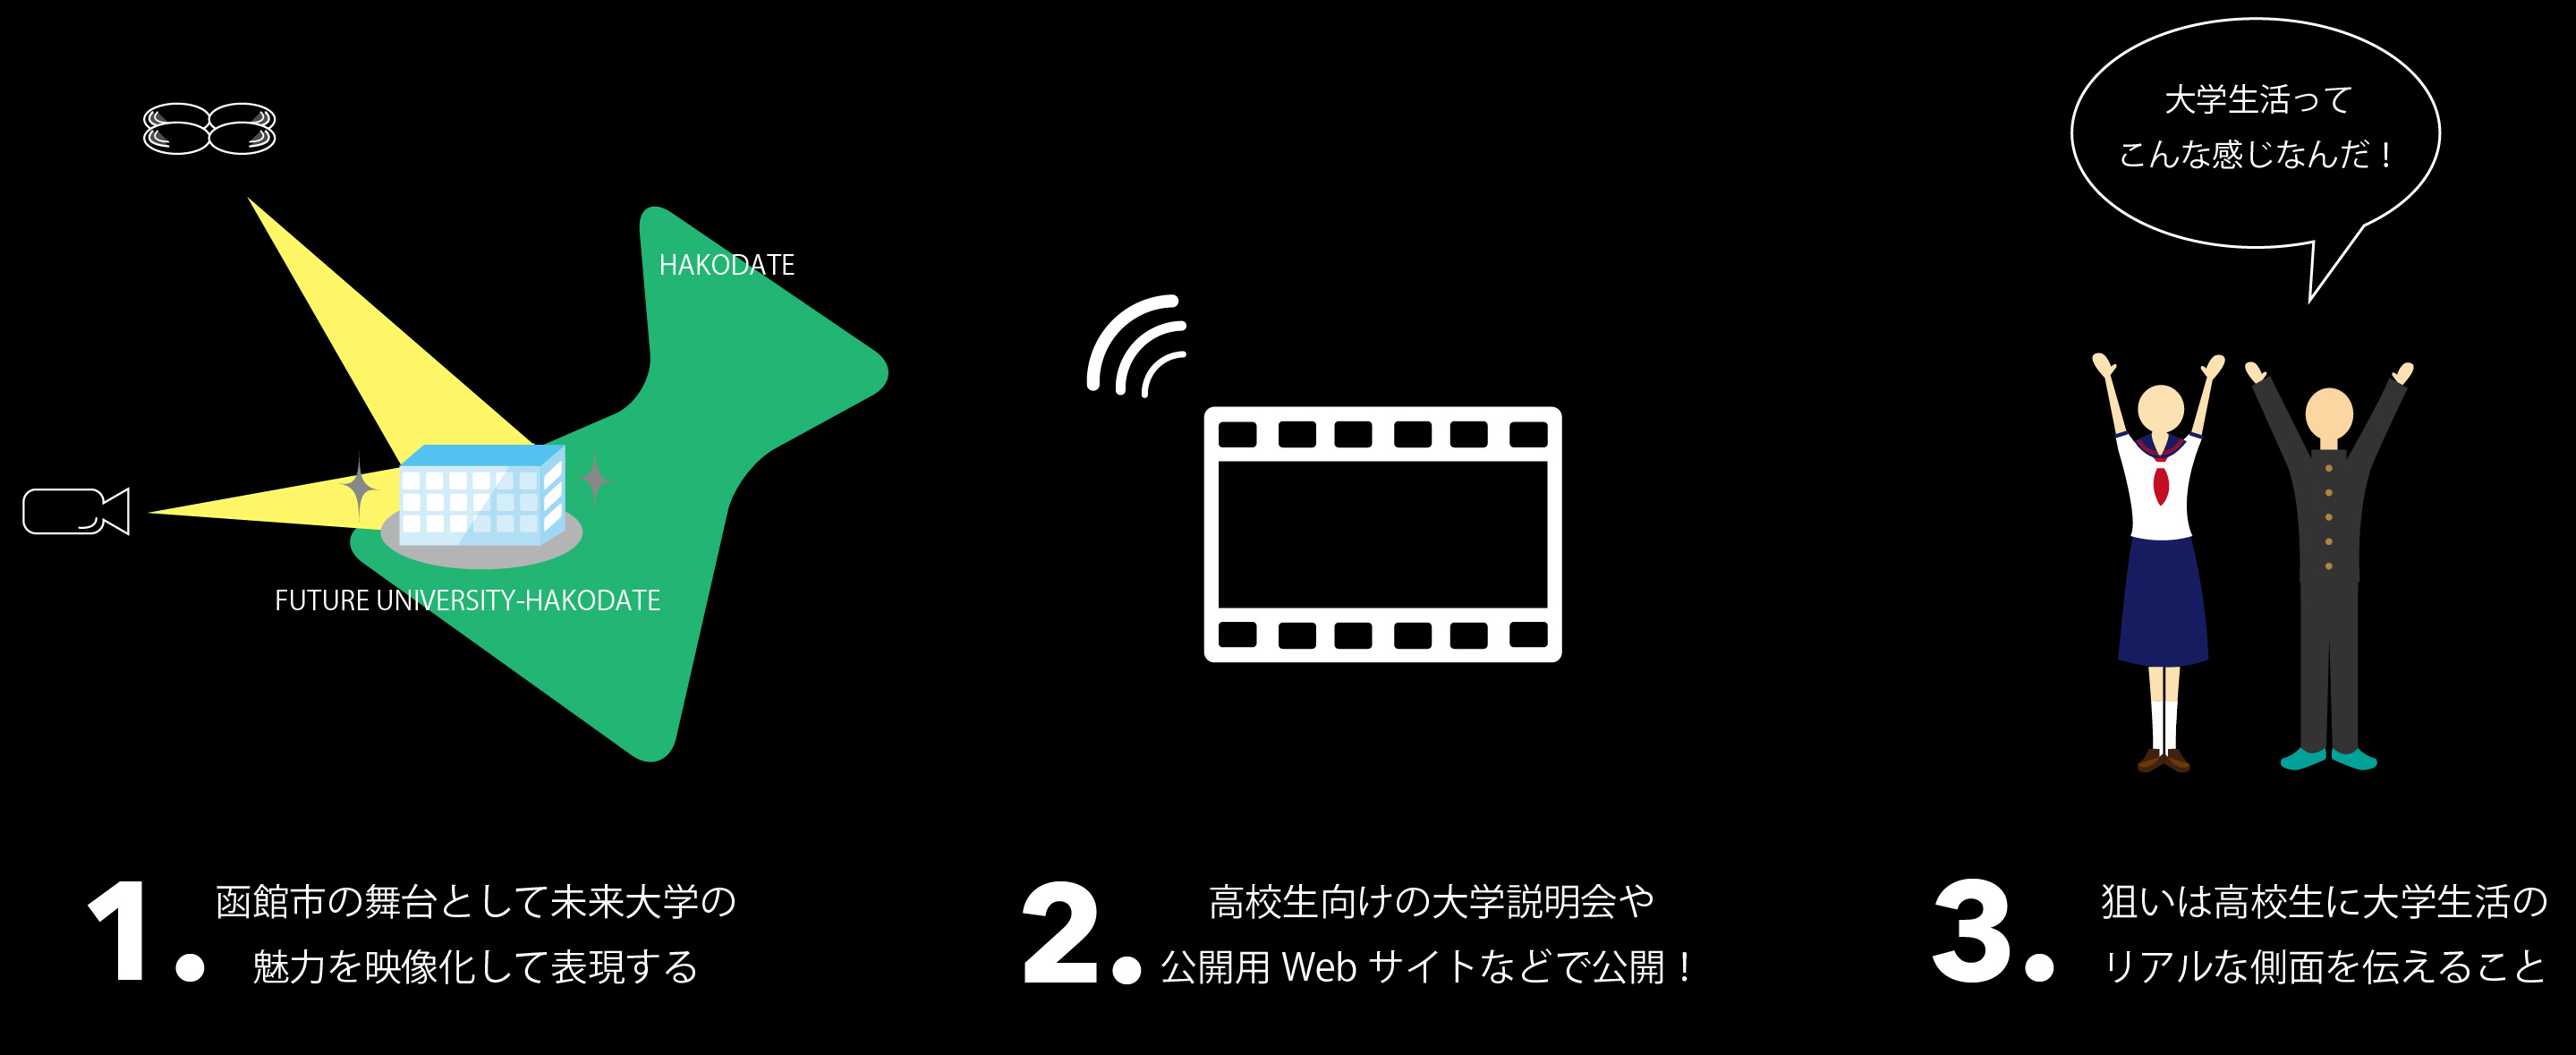 HAKODATE
FUTURE UNIVERSITY-HAKODATE
1. 函館市の舞台として未来大学の
魅力を映像化して表現する
2. 高校生向けの大学説明会や
公開用 Web サイトなどで公開！
大学生活って
こんな感じなんだ！
3. 狙いは高校生に大学生活の
リアルな側面を伝えること